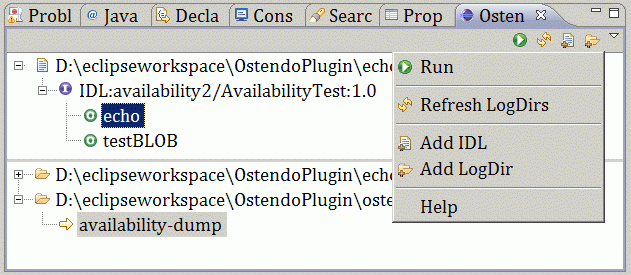 Probl @ Java Decla Cons Searc Prop Osten
D:\eclipseworkspace\OstendoPlugin\echo
IDL:availability2/AvailabilityTest:1.0
echo
testBLOB
D:\eclipseworkspace\OstendoPlugin\echo
D:\eclipseworkspace\OstendoPlugin\oste
availability-dump
Run
Refresh LogDirs
Add IDL
Add LogDir
Help